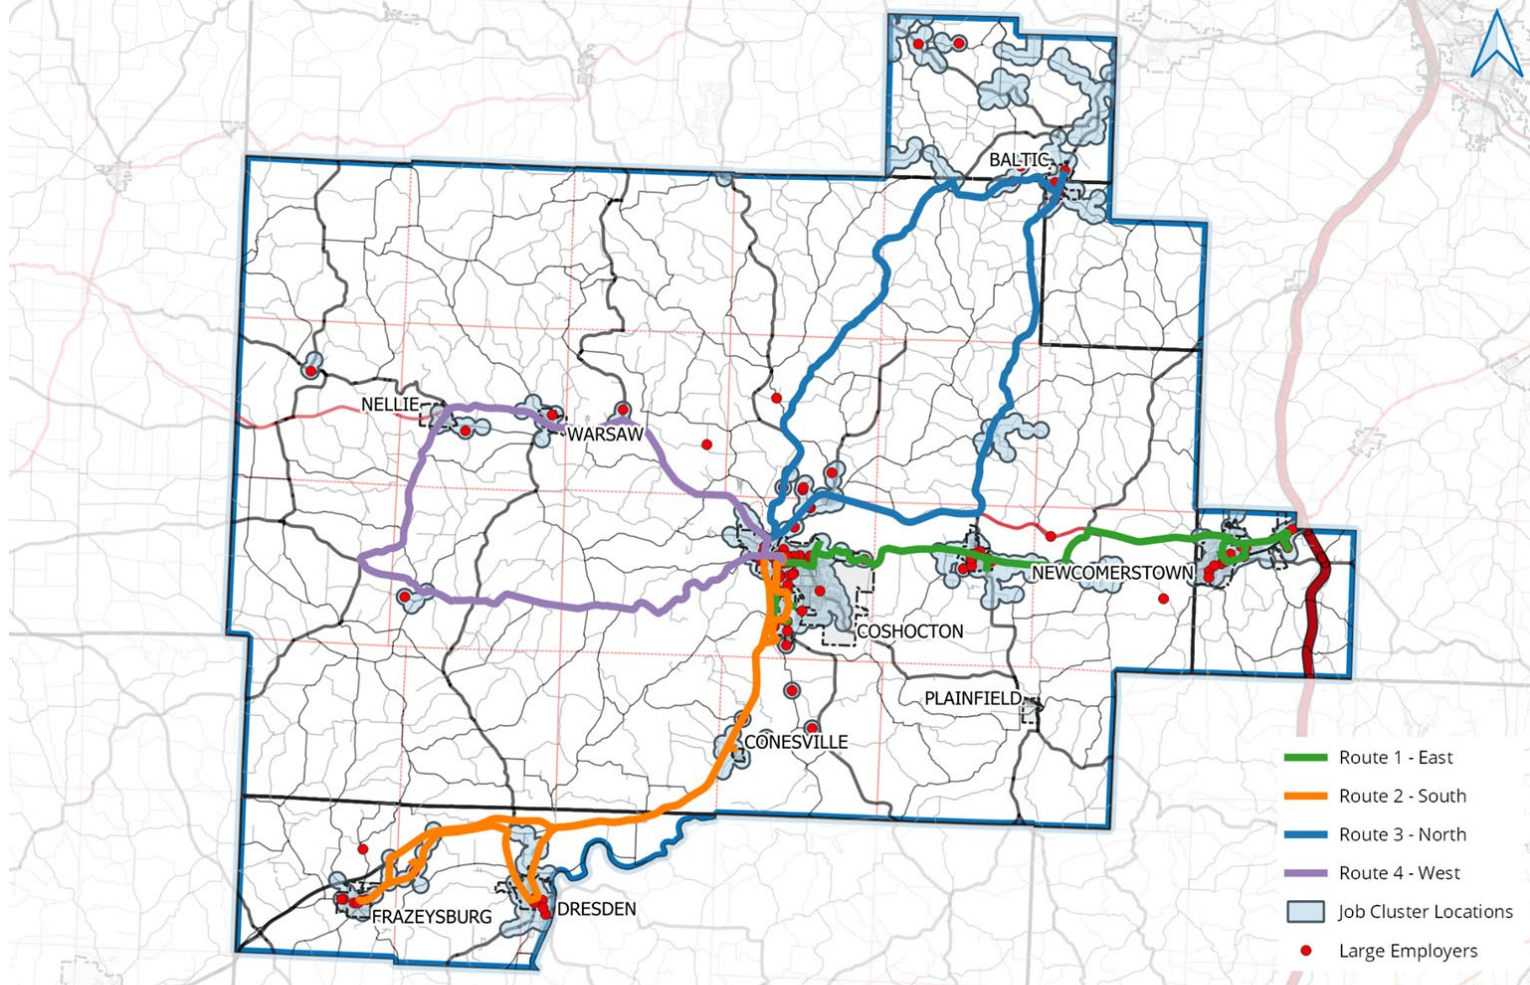 BALTIC
NELLIE
WARSAW
NEWCOMERSTOWN
COSHOCTON
PLAINFIELD
CONESVILLE
FRAZEYSBURG
DRESDEN
Route 1 - East
Route 2 - South
Route 3 - North
Route 4 - West
Job Cluster Locations
Large Employers